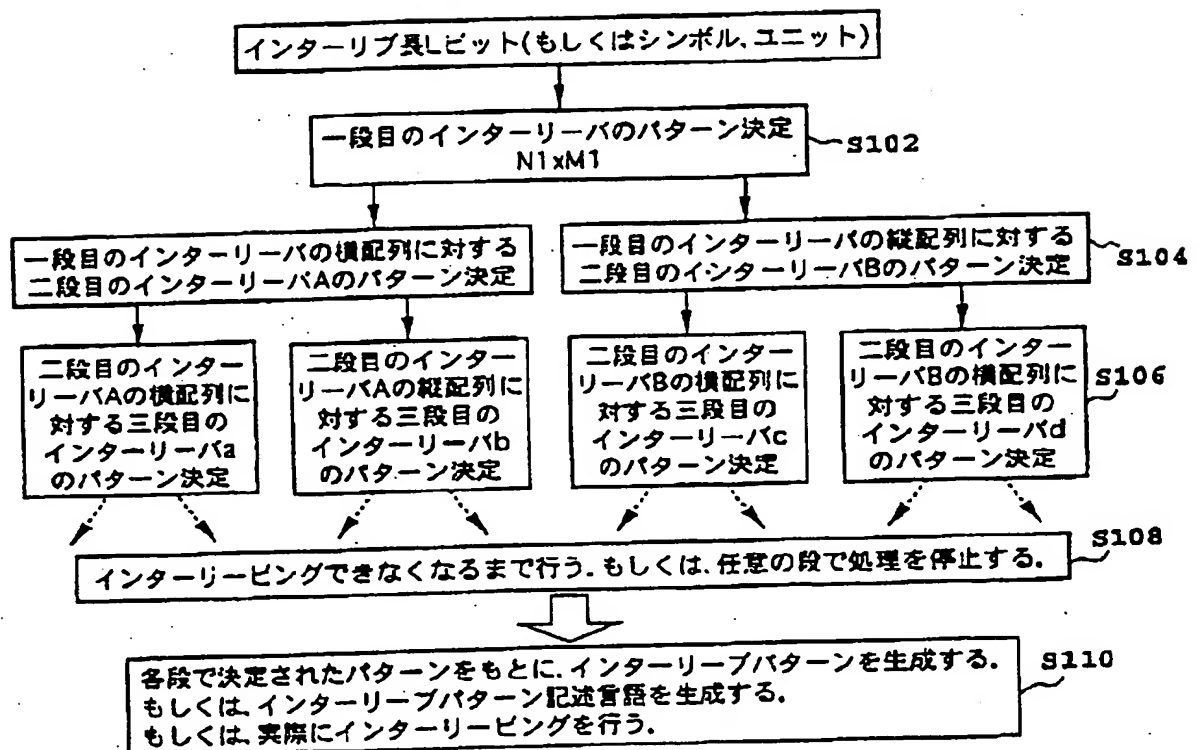 インターリブ長Lビット(もしくはシンボル、ユニット)
一段目のインターリーバのパターン決定
N1xM1
S102
一段目のインターリーバの横配列に対する
二段目のインターリーバAのパターン決定
一段目のインターリーバの縦配列に対する
二段目のインターリーバBのパターン決定
S104
二段目のインター
リーバAの横配列に
対する三段目の
インターリーバa
のパターン決定
二段目のインター
リーバAの縦配列に
対する三段目の
インターリーバb
のパターン決定
二段目のインター
リーバBの横配列に
対する三段目の
インターリーバc
のパターン決定
二段目のインター
リーバBの横配列に
対する三段目の
インターリーバd
のパターン決定
S106
インターリービングできなくなるまで行う.もしくは、任意の段で処理を停止する.
S108
各段で決定されたパターンをもとに、インターリーブパターンを生成する.
もしくは、インターリーブパターン記述言語を生成する.
もしくは、実際にインターリービングを行う.
S110